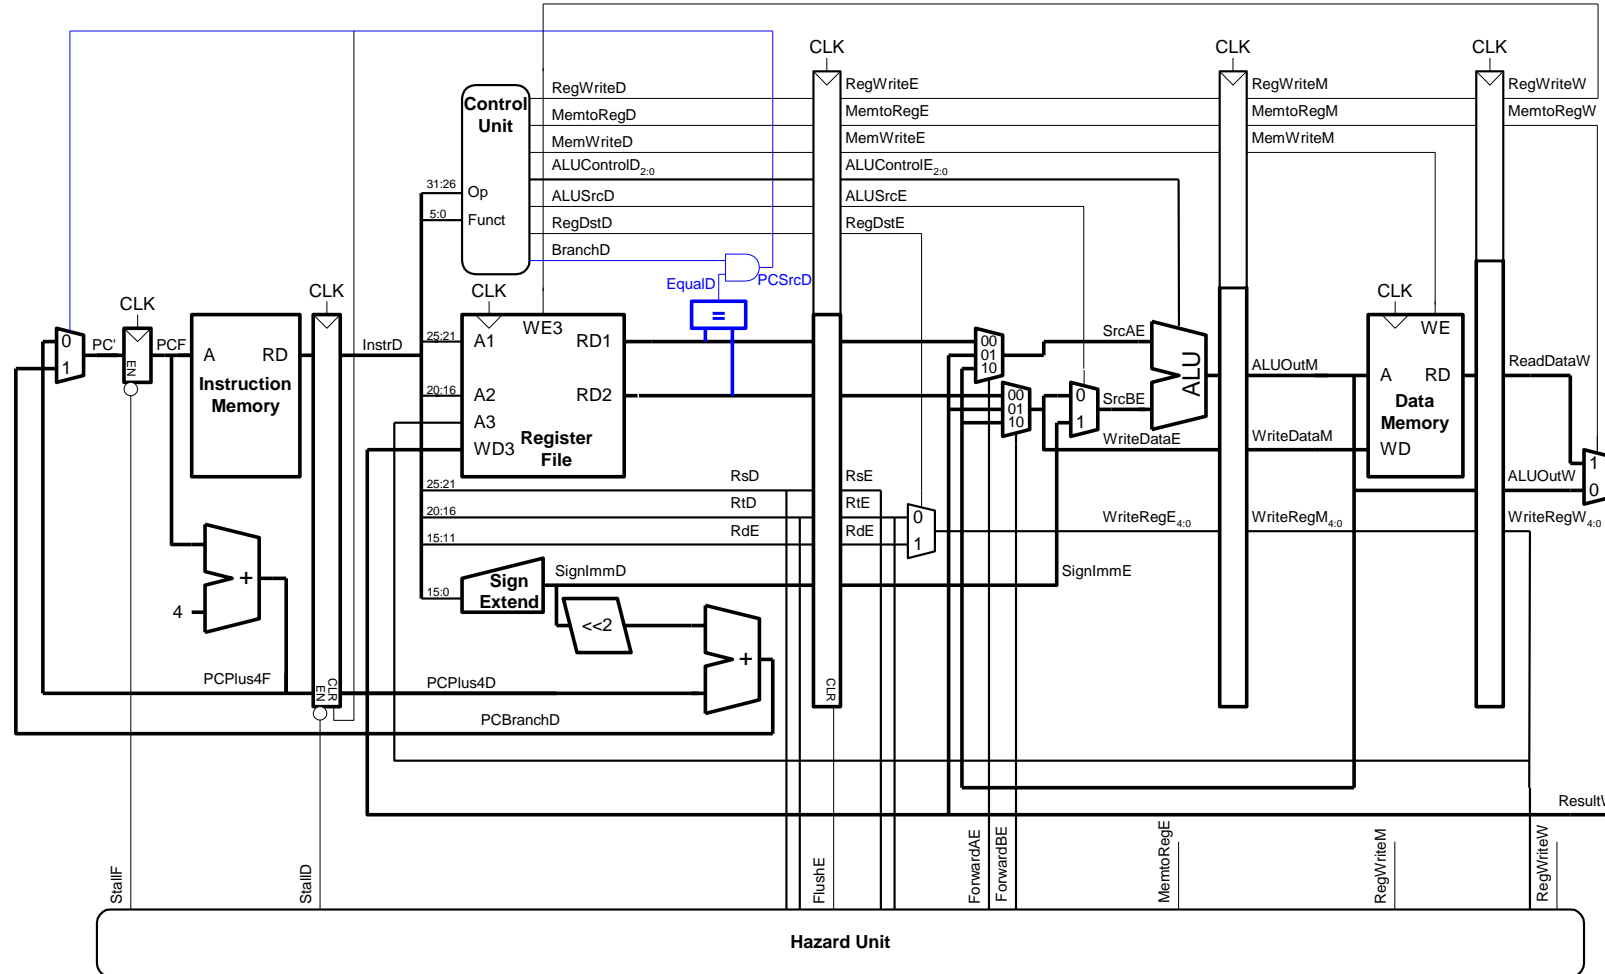 CLK
CLK
CLK
RegWriteD
RegWriteE
RegWriteM
RegWriteW
Control
Unit
MemtoRegD
MemtoRegE
MemtoRegM
MemtoRegW
MemWriteD
MemWriteE
MemWriteM
ALUControlD2:0
ALUControlE2:0
31:26
Op
ALUSrcD
ALUSrcE
5:0
Funct
RegDstD
RegDstE
BranchD
EqualD
PCSrcD
CLK
CLK
CLK
CLK
=
WE3
WE
0
1
PC'
EN
PCF
A
RD
Instruction
Memory
InstrD
25:21
A1
RD1
00
01
10
SrcAE
ALU
ALUOutM
A
RD
Data
Memory
ReadDataW
20:16
A2
RD2
00
01
10
0
1
SrcBE
A3
WD3
Register
File
WriteDataE
WriteDataM
WD
1
0
25:21
RsD
RsE
ALUOutW
20:16
RtD
RtE
0
1
WriteRegE4:0
WriteRegM4:0
WriteRegW4:0
15:11
RdE
RdE
SignImmD
SignImmE
Sign
Extend
15:0
+
4
<<2
+
PCPlus4F
EN
CLR
PCPlus4D
CLR
PCBranchD
ResultW
StallF
StallD
FlushE
ForwardAE
ForwardBE
MemtoRegE
RegWriteM
RegWriteW
Hazard Unit